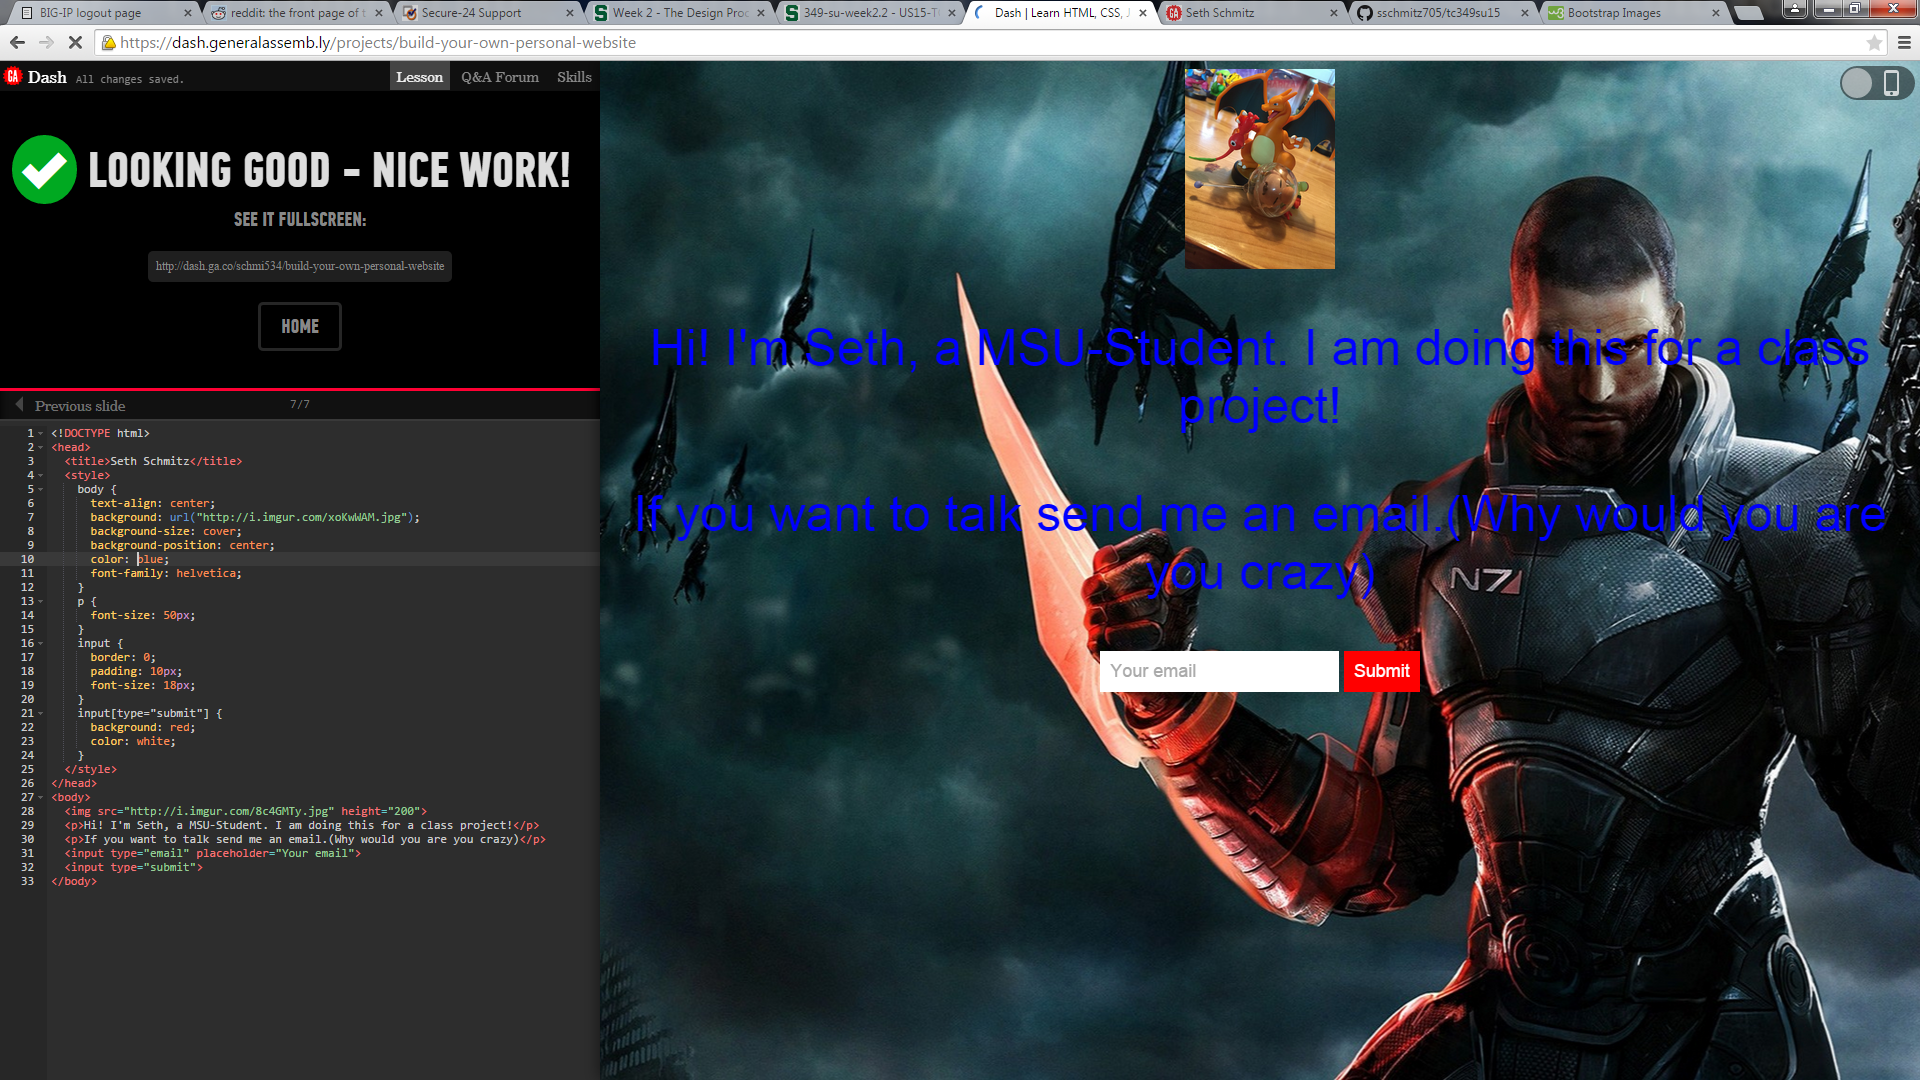 BIG-IP logout page
reddit: the front page of t
Secure-24 Support
Week 2 - The Design Proc
349-su-week2.2 - US15-T
Dash | Learn HTML, CSS, J
Seth Schmitz
sschmitz705/tc349su15
Bootstrap Images
https://dash.generalassemb.ly/projects/build-your-own-personal-website
GA Dash All changes saved. Lesson Q&A Forum Skills
LOOKING GOOD - NICE WORK!
SEE IT FULLSCREEN:
http://dash.ga.co/schmi534/build-your-own-personal-website
HOME
Previous slide 7/7
1 <!DOCTYPE html>
2 <head>
3 <title>Seth Schmitz</title>
4 <style>
5 body {
6 text-align: center;
7 background: url("http://i.imgur.com/xoKwWAM.jpg");
8 background-size: cover;
9 background-position: center;
10 color: blue;
11 font-family: helvetica;
12 }
13 p {
14 font-size: 50px;
15 }
16 input {
17 border: 0;
18 padding: 10px;
19 font-size: 18px;
20 }
21 input[type="submit"] {
22 background: red;
23 color: white;
24 }
25 </style>
26 </head>
27 <body>
28 <img src="http://i.imgur.com/8c4GMTy.jpg" height="200">
29 <p>Hi! I'm Seth, a MSU-Student. I am doing this for a class project!</p>
30 <p>If you want to talk send me an email.(Why would you are you crazy)</p>
31 <input type="email" placeholder="Your email">
32 <input type="submit">
33 </body>
Hi! I'm Seth, a MSU-Student. I am doing this for a class
project!
If you want to talk send me an email.(Why would you are
you crazy)
N7
Your email
Submit